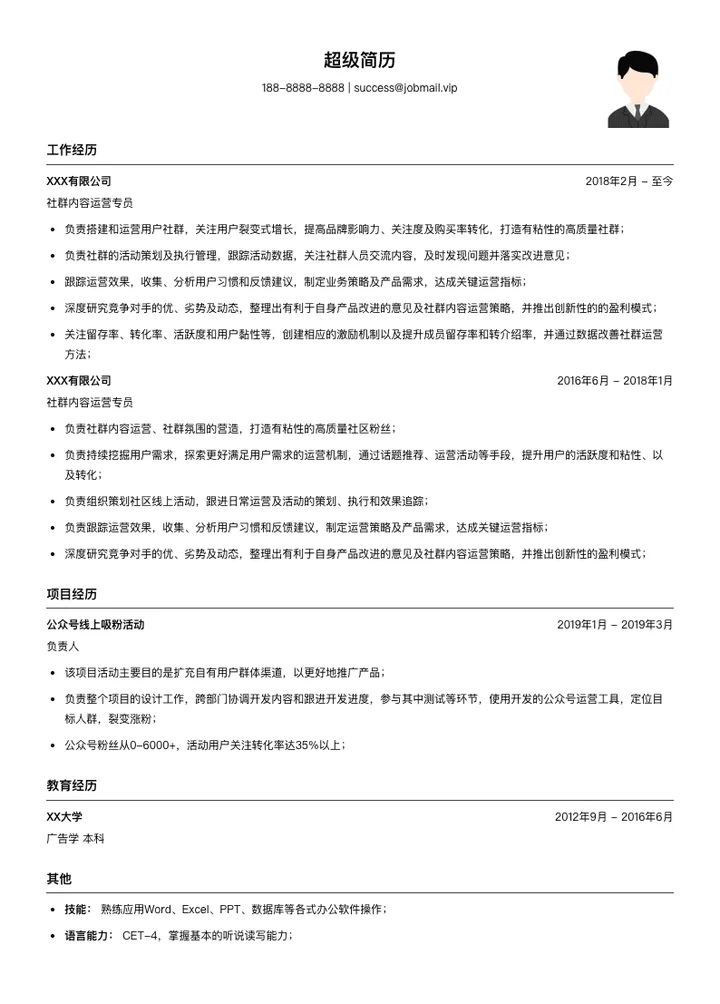 超级简历
188-8888-8888 | success@jobmail.vip
工作经历
XXX有限公司 2018年2月 – 至今
社群内容运营专员
• 负责搭建和运营用户社群，关注用户裂变式增长，提高品牌影响力、关注度及购买率转化，打造有粘性的高质量社群；
• 负责社群的活动策划及执行管理，跟踪活动数据，关注社群人员交流内容，及时发现问题并落实改进意见；
• 跟踪运营效果，收集、分析用户习惯和反馈建议，制定业务策略及产品需求，达成关键运营指标；
• 深度研究竞争对手的优、劣势及动态，整理出有利于自身产品改进的意见及社群内容运营策略，并推出创新性的的盈利模式；
• 关注留存率、转化率、活跃度和用户黏性等，创建相应的激励机制以及提升成员留存率和转介绍率，并通过数据改善社群运营
方法；
XXX有限公司 2016年6月 – 2018年1月
社群内容运营专员
• 负责社群内容运营、社群氛围的营造，打造有粘性的高质量社区粉丝；
• 负责持续挖掘用户需求，探索更好满足用户需求的运营机制，通过话题推荐、运营活动等手段，提升用户的活跃度和粘性、以
及转化；
• 负责组织策划社区线上活动，跟进日常运营及活动的策划、执行和效果追踪；
• 负责跟踪运营效果，收集、分析用户习惯和反馈建议，制定运营策略及产品需求，达成关键运营指标；
• 深度研究竞争对手的优、劣势及动态，整理出有利于自身产品改进的意见及社群内容运营策略，并推出创新性的盈利模式；
项目经历
公众号线上吸粉活动 2019年1月 – 2019年3月
负责人
• 该项目活动主要目的是扩充自有用户群体渠道，以更好地推广产品；
• 负责整个项目的设计工作，跨部门协调开发内容和跟进开发进度，参与其中测试等环节，使用开发的公众号运营工具，定位目
标人群，裂变涨粉；
• 公众号粉丝从0–6000+，活动用户关注转化率达35%以上；
教育经历
XX大学 2012年9月 – 2016年6月
广告学 本科
其他
• 技能： 熟练应用Word、Excel、PPT、数据库等各式办公软件操作；
• 语言能力： CET–4，掌握基本的听说读写能力；